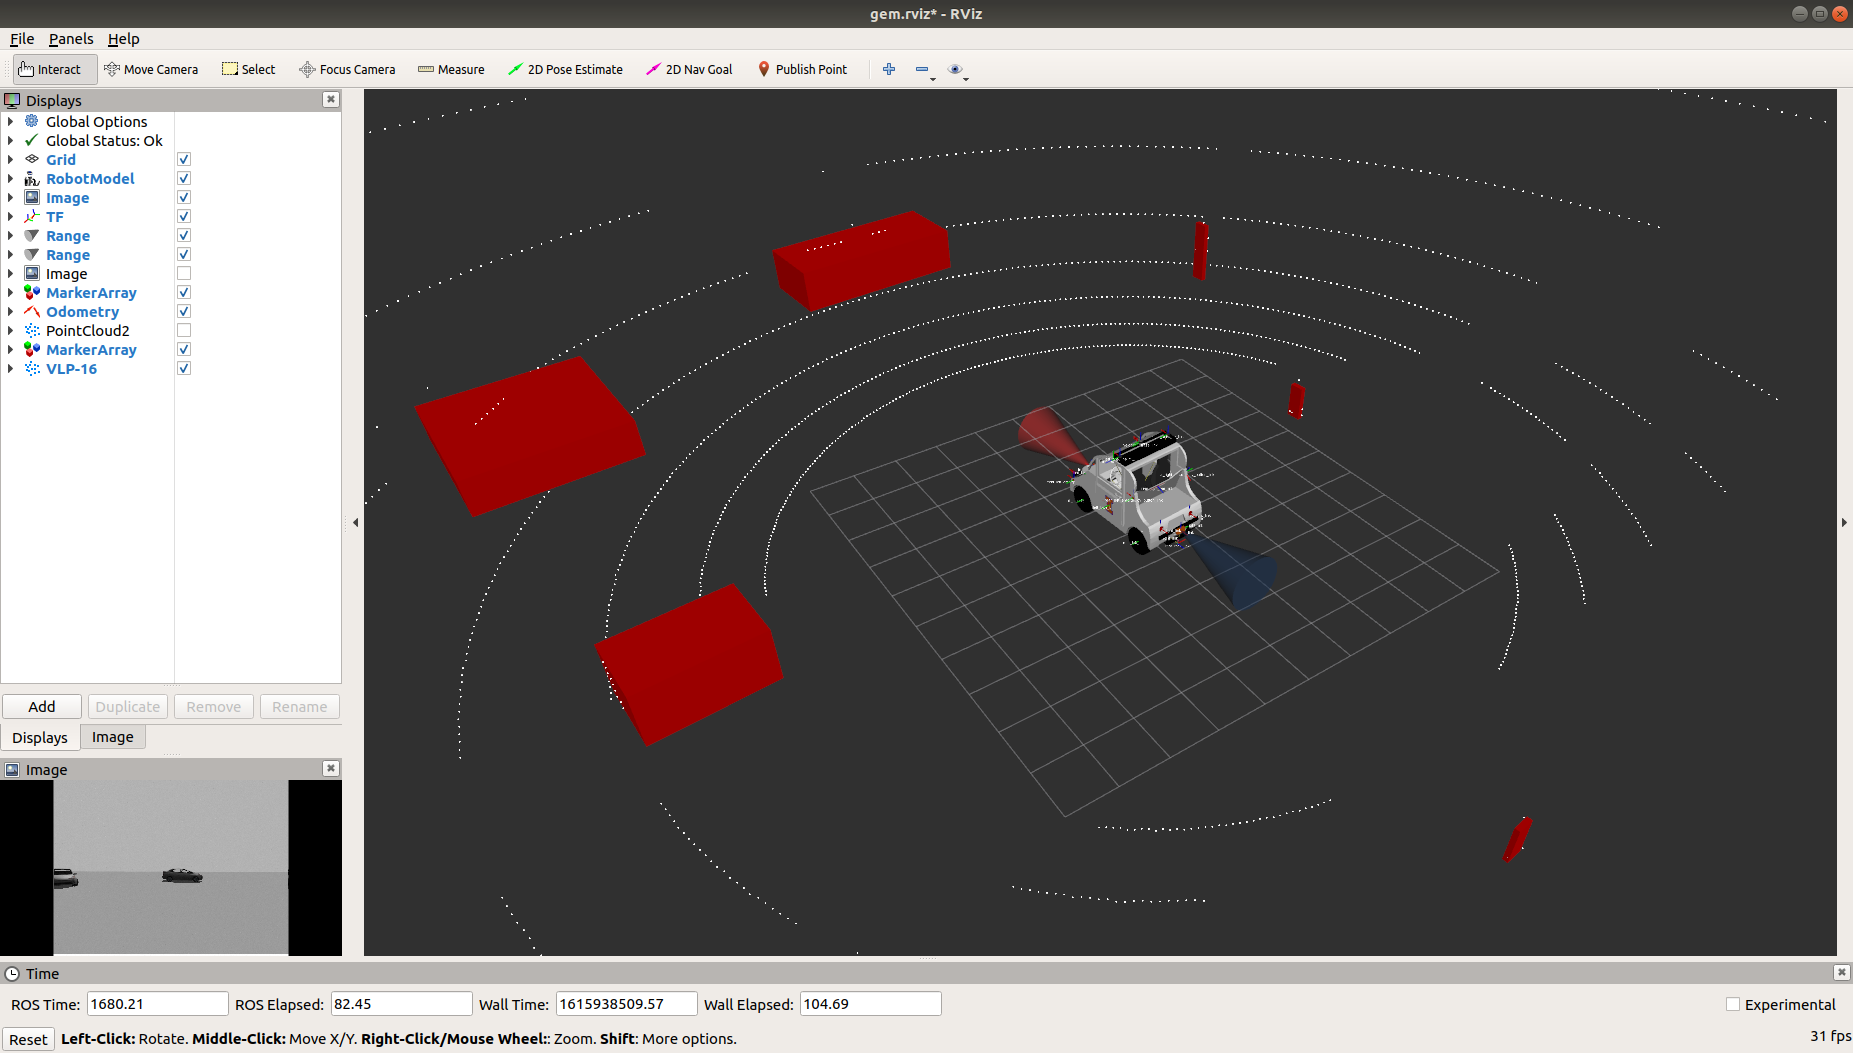 gem.rviz* - RViz
File Panels Help
Interact Move Camera Select Focus Camera Measure 2D Pose Estimate 2D Nav Goal Publish Point
Displays
Global Options
Global Status: Ok
Grid
RobotModel
Image
TF
Range
Range
Image
MarkerArray
Odometry
PointCloud2
MarkerArray
VLP-16
Add Duplicate Remove Rename
Displays Image
Image
Time
ROS Time: 1680.21 ROS Elapsed: 82.45 Wall Time: 1615938509.57 Wall Elapsed: 104.69 Experimental
Reset Left-Click: Rotate. Middle-Click: Move X/Y. Right-Click/Mouse Wheel:: Zoom. Shift: More options. 31 fps